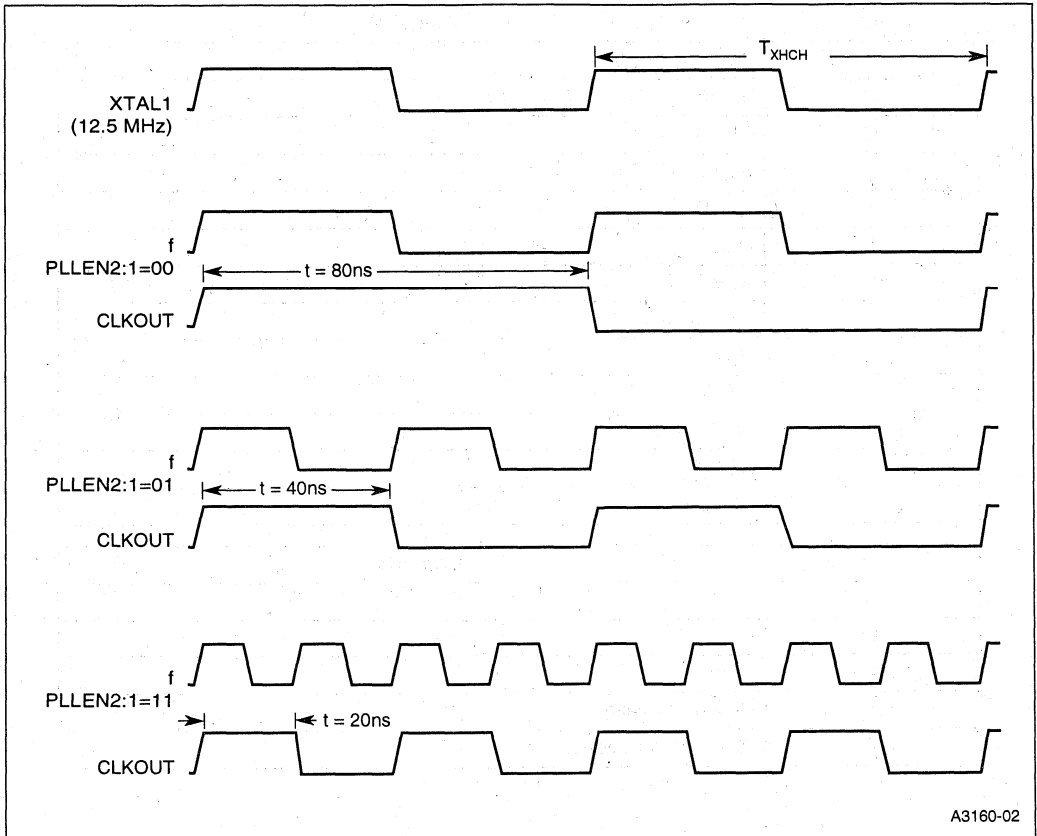 T_XHCH
XTAL1
(12.5 MHz)
f
PLLEN2:1=00
t = 80ns
CLKOUT
f
PLLEN2:1=01
t = 40ns
CLKOUT
f
PLLEN2:1=11
t = 20ns
CLKOUT
A3160-02